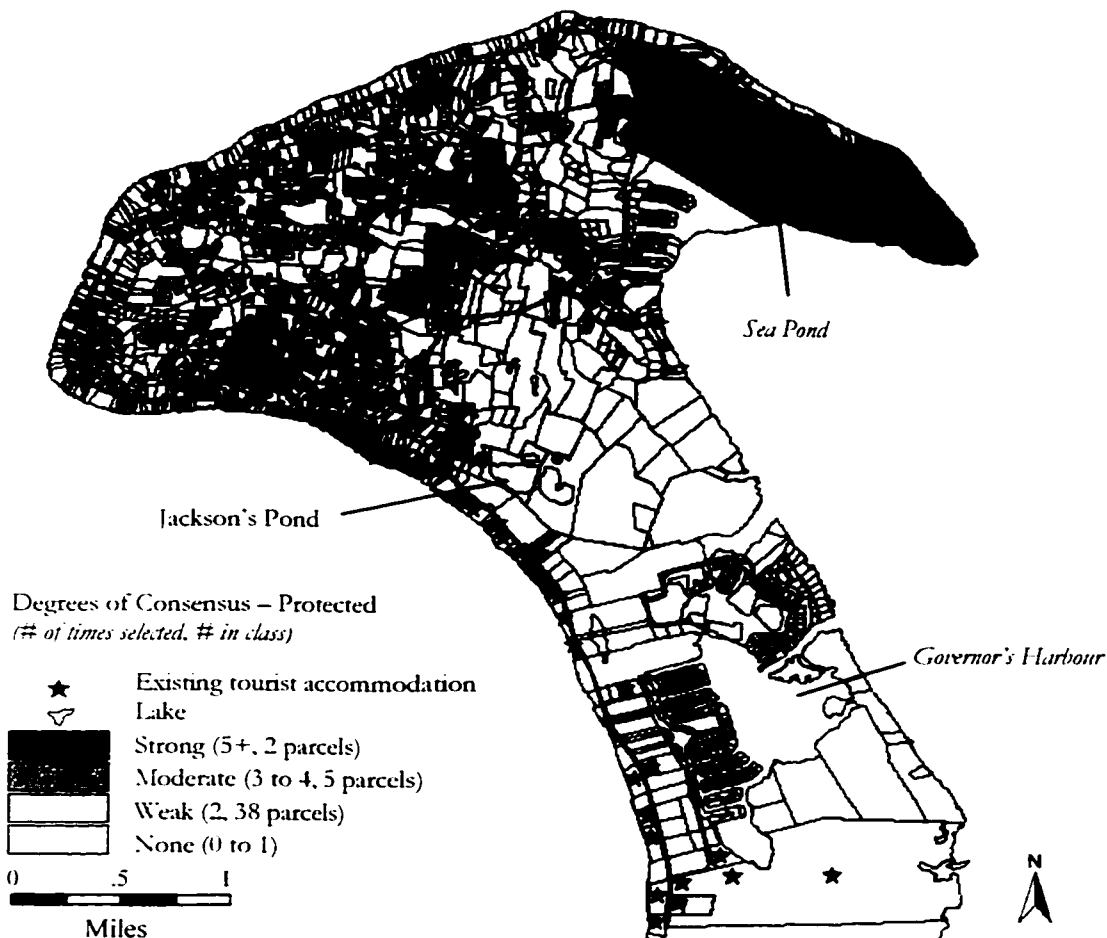 Sea Pond
Jackson's Pond
Degrees of Consensus – Protected
(# of times selected, # in class)
Governor's Harbour
Existing tourist accommodation
Lake
Strong (5+, 2 parcels)
Moderate (3 to 4, 5 parcels)
Weak (2, 38 parcels)
None (0 to 1)
0 .5 1
Miles
N